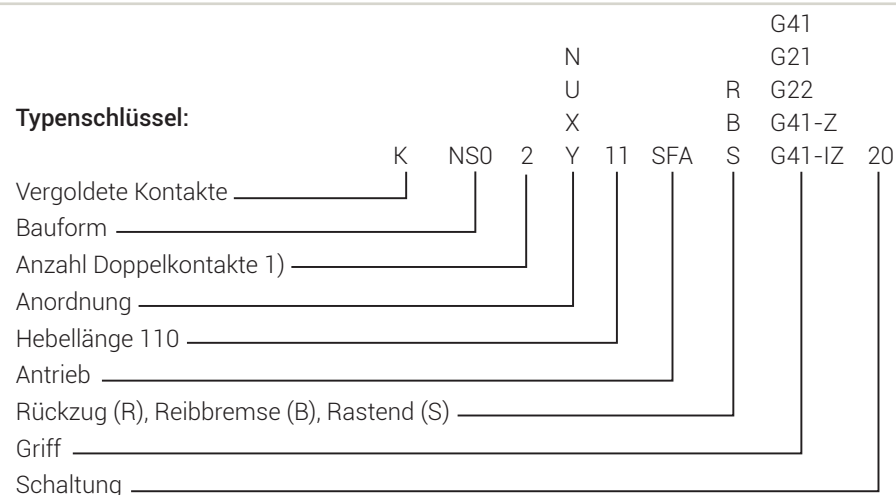 G41
N G21
U R G22
Typenschlüssel: X B G41-Z
K NS0 2 Y 11 SFA S G41-IZ 20
Vergoldete Kontakte
Bauform
Anzahl Doppelkontakte 1)
Anordnung
Hebellänge 110
Antrieb
Rückzug (R), Reibbremse (B), Rastend (S)
Griff
Schaltung